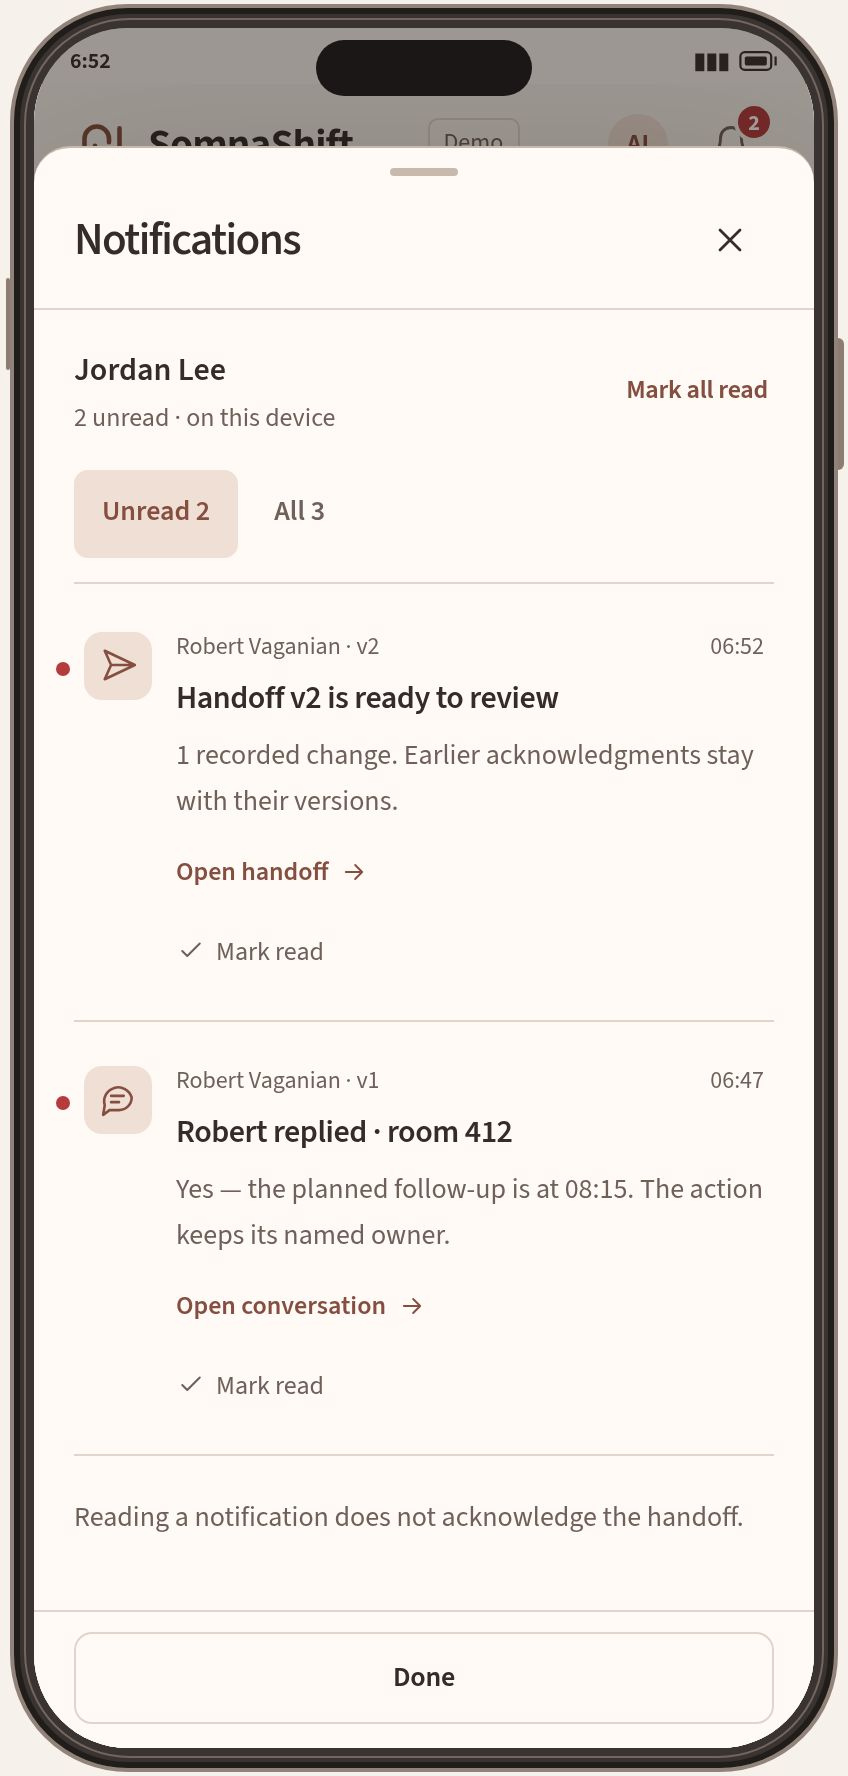 6:52
SomnaShift
Demo
2
Notifications
Jordan Lee
2 unread · on this device
Mark all read
Unread 2
All 3
Robert Vaganian · v2
06:52
Handoff v2 is ready to review
1 recorded change. Earlier acknowledgments stay
with their versions.
Open handoff →
Mark read
Robert Vaganian · v1
06:47
Robert replied · room 412
Yes — the planned follow-up is at 08:15. The action
keeps its named owner.
Open conversation →
Mark read
Reading a notification does not acknowledge the handoff.
Done